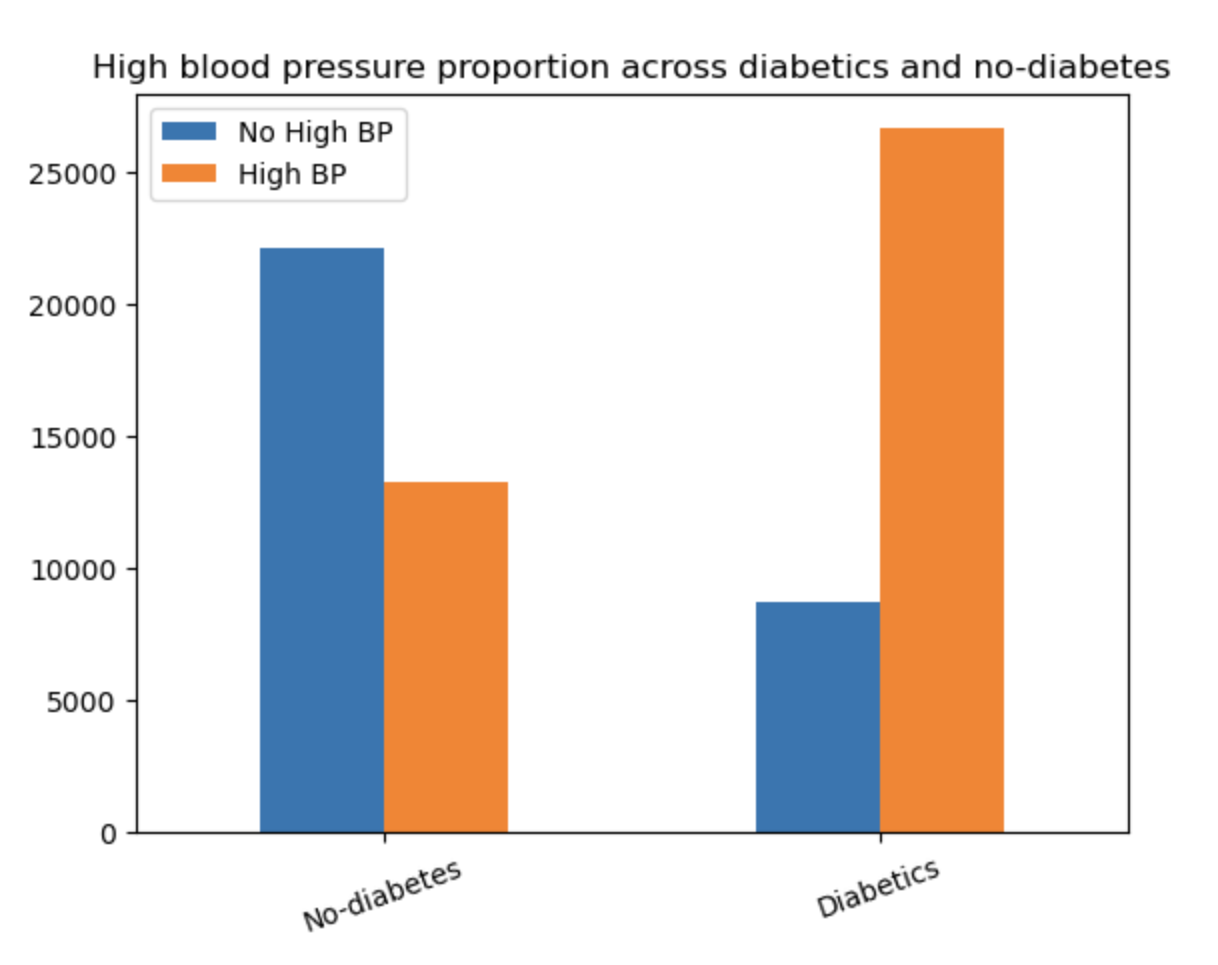 High blood pressure proportion across diabetics and no-diabetes
No High BP
High BP
25000
20000
15000
10000
5000
0
No-diabetes
Diabetics